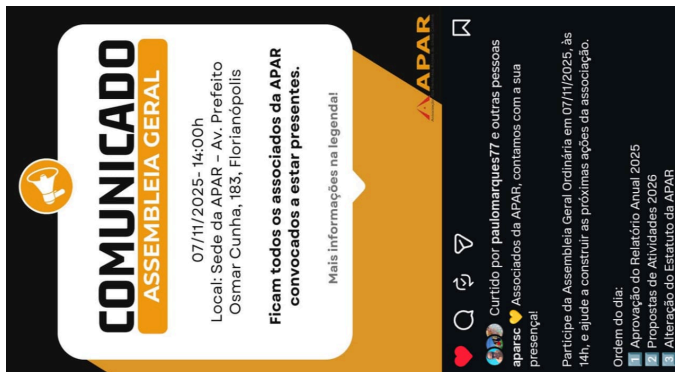 COMUNICADO
ASSEMBLEIA GERAL
07/11/2025- 14:00h
Local: Sede da APAR – Av. Prefeito
Osmar Cunha, 183, Florianópolis
Ficam todos os associados da APAR
convocados a estar presentes.
Mais informações na legenda!
APAR
Curtido por paulomarques77 e outras pessoas
aparsc 💛 Associados da APAR, contamos com a sua
presença!
Participe da Assembleia Geral Ordinária em 07/11/2025, às
14h, e ajude a construir as próximas ações da associação.
Ordem do dia:
1️⃣ Aprovação do Relatório Anual 2025
2️⃣ Propostas de Atividades 2026
3️⃣ Alteração do Estatuto da APAR